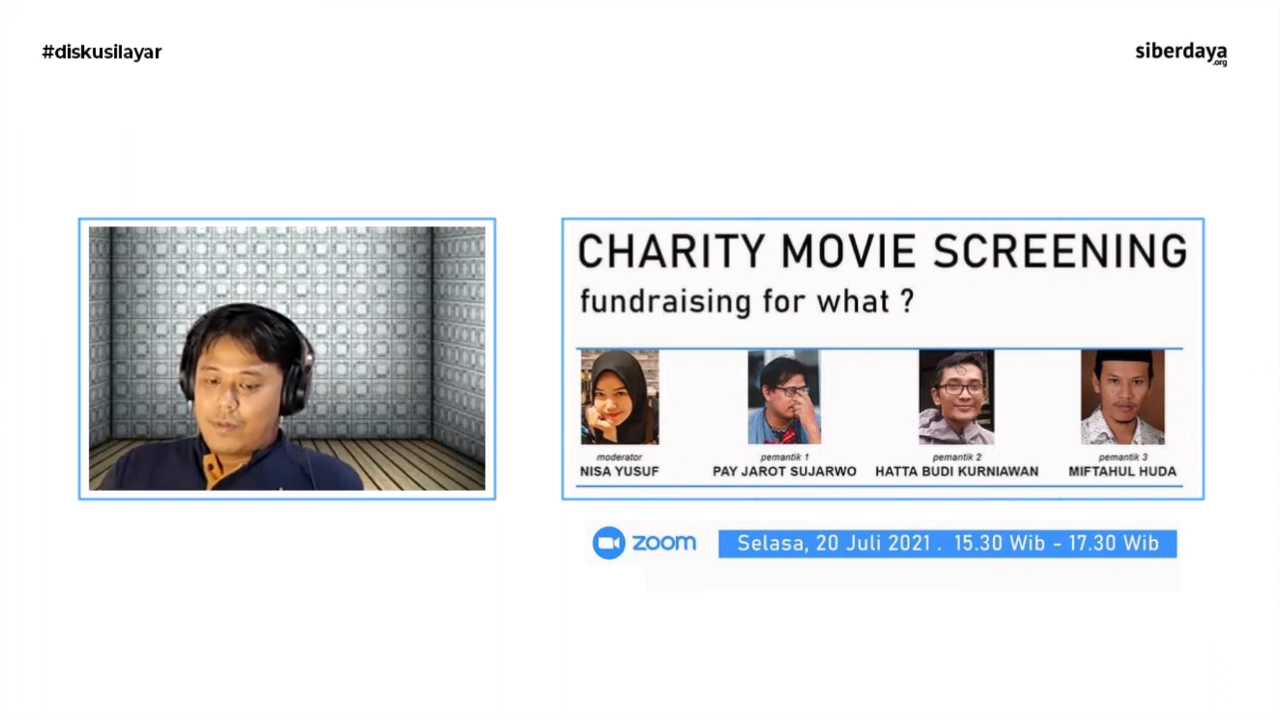 #diskusilayar
siberdaya
.org
CHARITY MOVIE SCREENING
fundraising for what ?
moderator
NISA YUSUF
pemantik 1
PAY JAROT SUJARWO
pemantik 2
HATTA BUDI KURNIAWAN
pemantik 3
MIFTAHUL HUDA
zoom
Selasa, 20 Juli 2021 . 15.30 Wib - 17.30 Wib